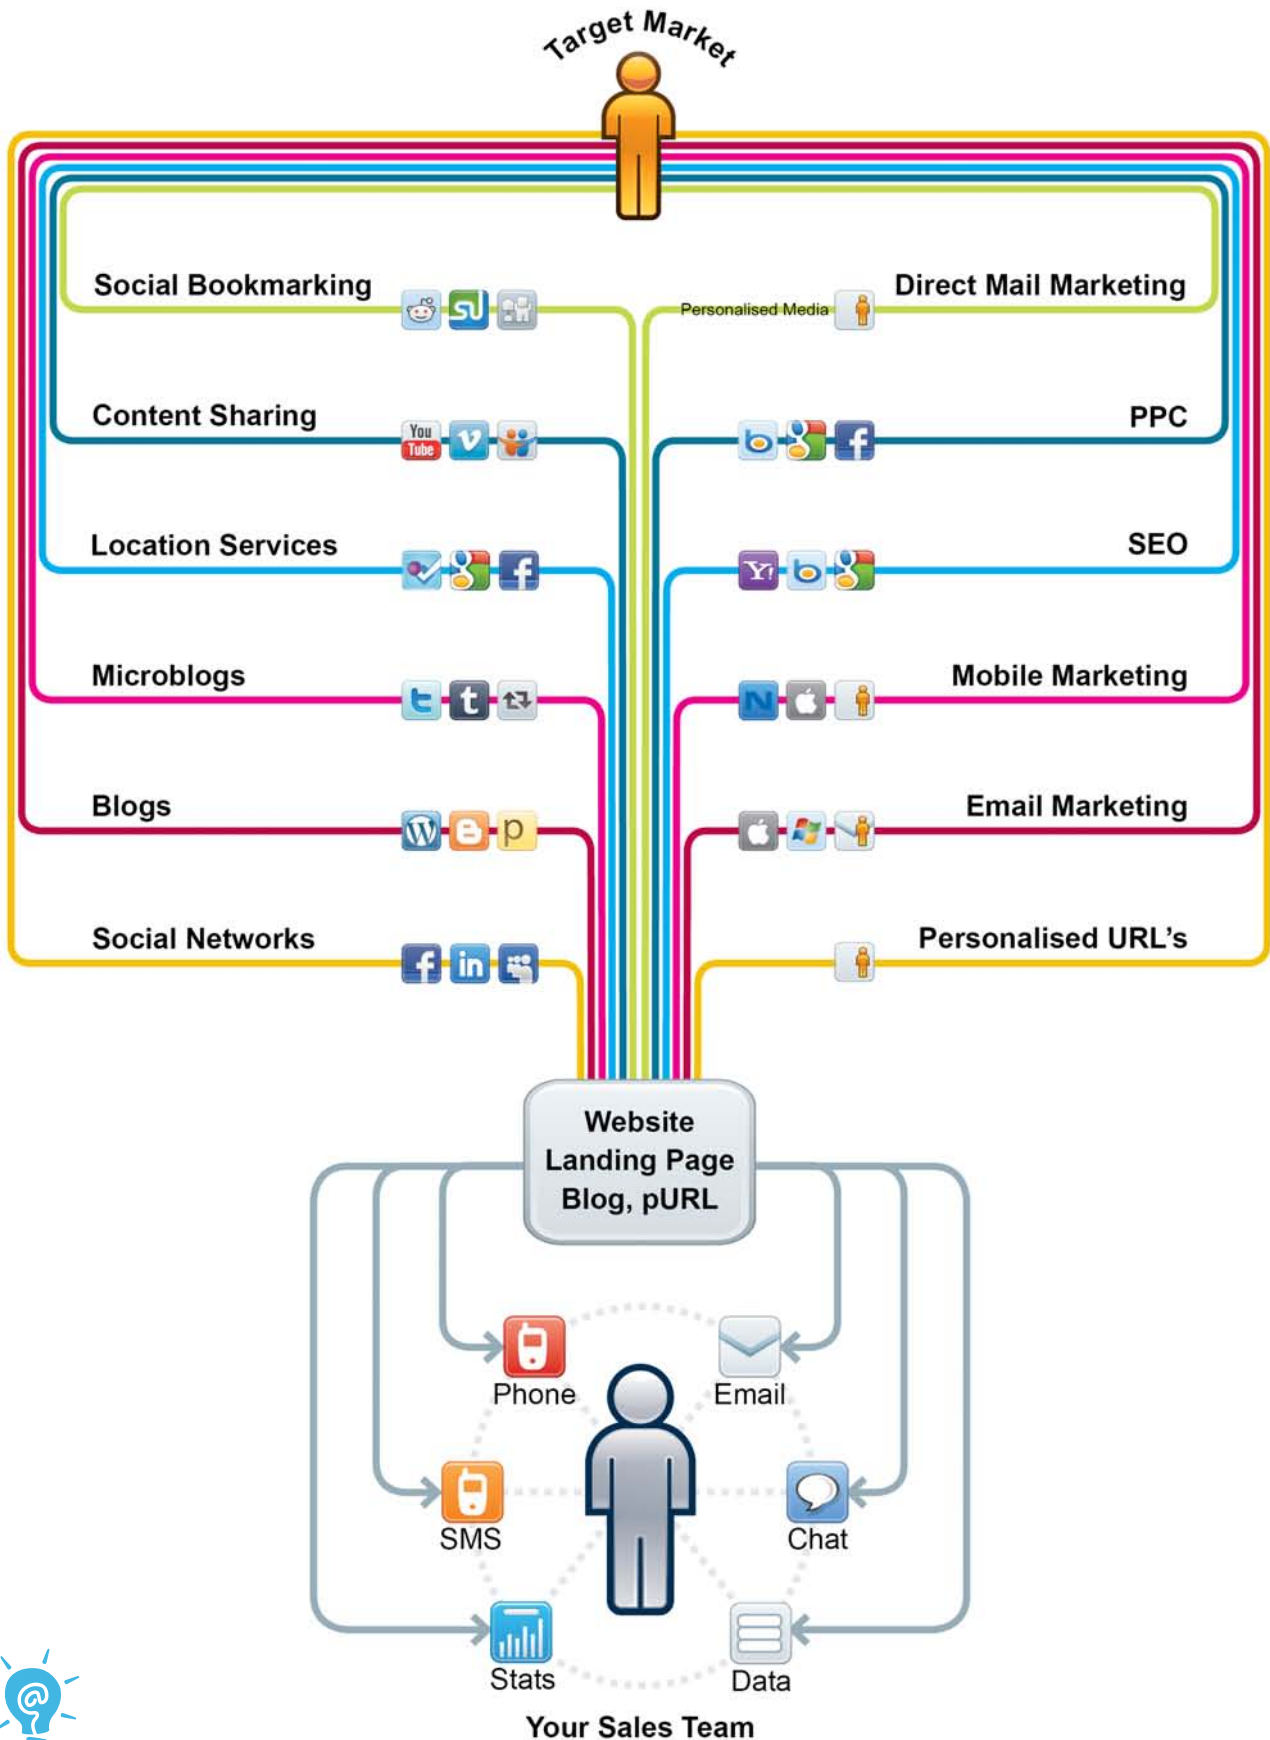 Target Market
Social Bookmarking
Direct Mail Marketing
Personalised Media
Content Sharing
You
Tube
PPC
Location Services
SEO
Y!
Microblogs
t
t
N
Mobile Marketing
Blogs
W
B
p
Email Marketing
Social Networks
f
in
Personalised URL's
Website
Landing Page
Blog, pURL
Phone
Email
SMS
Chat
Stats
Data
@
Your Sales Team